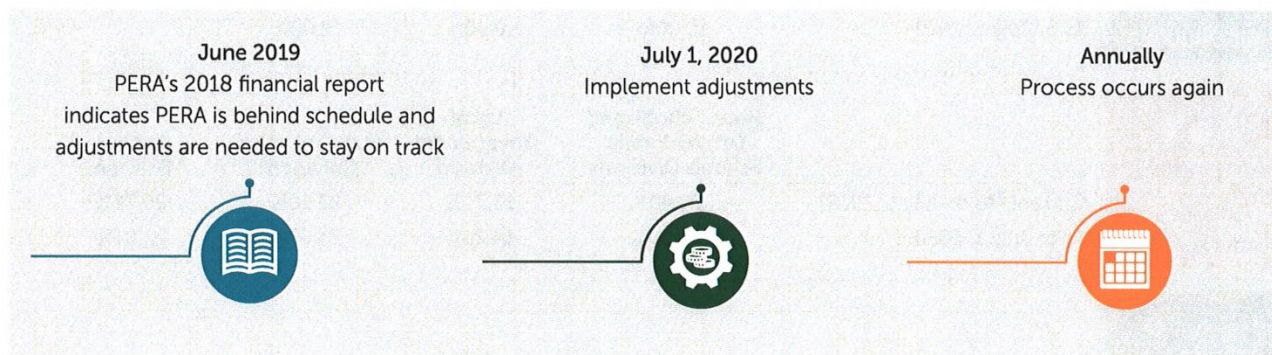 June 2019
PERA's 2018 financial report
indicates PERA is behind schedule and
adjustments are needed to stay on track
July 1, 2020
Implement adjustments
Annually
Process occurs again